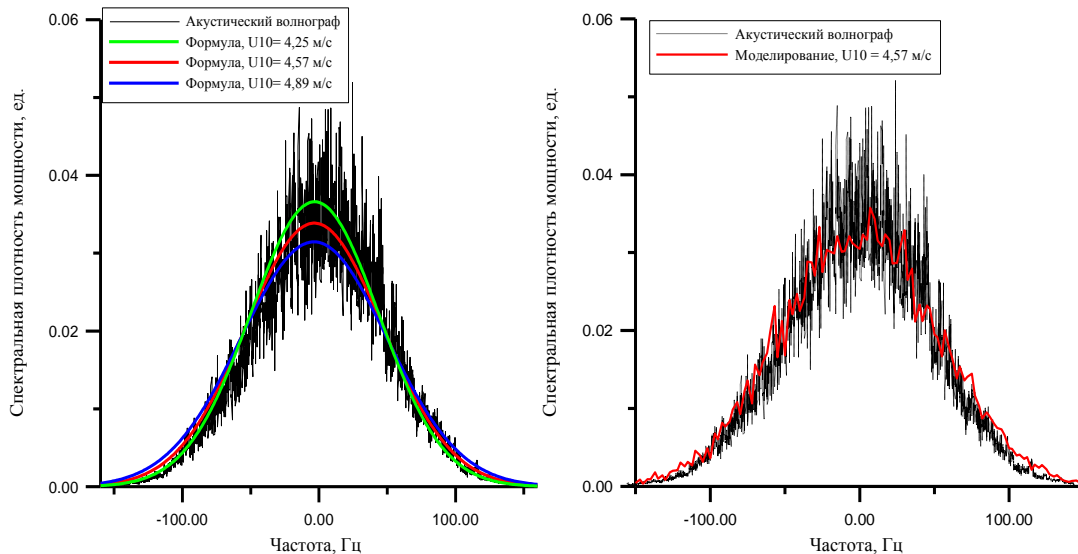 0.06
0.04
0.02
0.00
Спектральная плотность мощности, ед.
Акустический волнограф
Формула, U10= 4,25 м/с
Формула, U10= 4,57 м/с
Формула, U10= 4,89 м/с
-100.00 0.00 100.00
Частота, Гц
0.06
0.04
0.02
0.00
Спектральная плотность мощности, ед.
Акустический волнограф
Моделирование, U10 = 4,57 м/с
-100.00 0.00 100.00
Частота, Гц